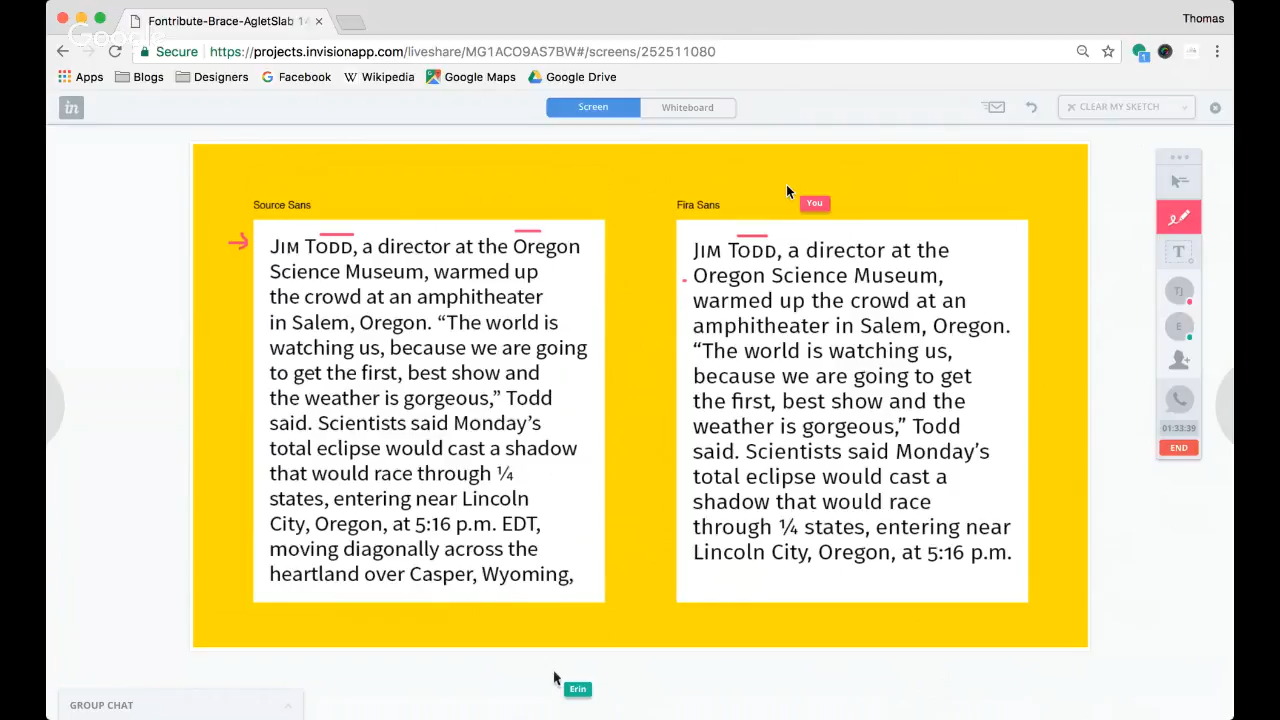 Fontribute-Brace-AgletSlab 14
Thomas
Google
Secure https://projects.invisionapp.com/liveshare/MG1ACO9AS7BW#/screens/252511080
1
Apps Blogs Designers Facebook Wikipedia Google Maps Google Drive
in Screen Whiteboard CLEAR MY SKETCH
Source Sans
JIM TODD, a director at the Oregon
Science Museum, warmed up
the crowd at an amphitheater
in Salem, Oregon. “The world is
watching us, because we are going
to get the first, best show and
the weather is gorgeous,” Todd
said. Scientists said Monday’s
total eclipse would cast a shadow
that would race through ¼
states, entering near Lincoln
City, Oregon, at 5:16 p.m. EDT,
moving diagonally across the
heartland over Casper, Wyoming,
Fira Sans
You
JIM TODD, a director at the
Oregon Science Museum,
warmed up the crowd at an
amphitheater in Salem, Oregon.
“The world is watching us,
because we are going to get
the first, best show and the
weather is gorgeous,” Todd
said. Scientists said Monday’s
total eclipse would cast a
shadow that would race
through ¼ states, entering near
Lincoln City, Oregon, at 5:16 p.m.
T
TJ
E
01:33:39
END
Erin
GROUP CHAT